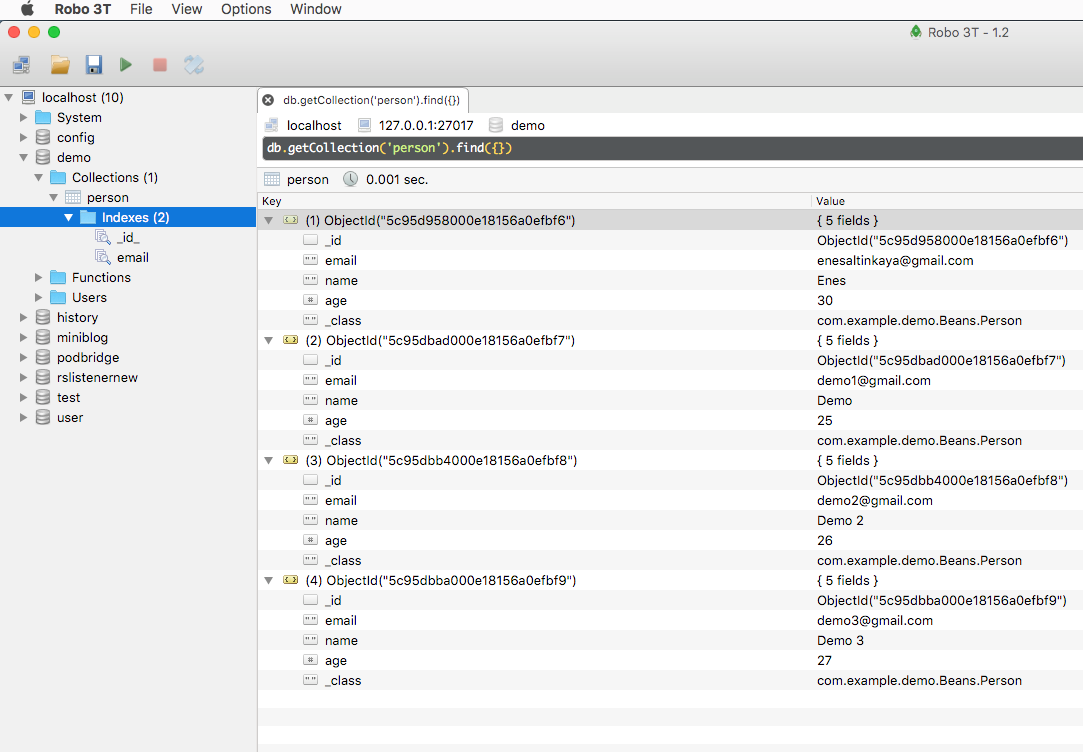 Robo 3T File View Options Window
Robo 3T - 1.2
localhost (10)
System
config
demo
Collections (1)
person
Indexes (2)
_id_
email
Functions
Users
history
miniblog
podbridge
rslistenernew
test
user
db.getCollection('person').find({})
localhost 127.0.0.1:27017 demo
db.getCollection('person').find({})
person 0.001 sec.
Key Value
(1) ObjectId("5c95d958000e18156a0efbf6") { 5 fields }
_id ObjectId("5c95d958000e18156a0efbf6")
" " email enesaltinkaya@gmail.com
" " name Enes
# age 30
" " _class com.example.demo.Beans.Person
(2) ObjectId("5c95dbad000e18156a0efbf7") { 5 fields }
_id ObjectId("5c95dbad000e18156a0efbf7")
" " email demo1@gmail.com
" " name Demo
# age 25
" " _class com.example.demo.Beans.Person
(3) ObjectId("5c95dbb4000e18156a0efbf8") { 5 fields }
_id ObjectId("5c95dbb4000e18156a0efbf8")
" " email demo2@gmail.com
" " name Demo 2
# age 26
" " _class com.example.demo.Beans.Person
(4) ObjectId("5c95dbba000e18156a0efbf9") { 5 fields }
_id ObjectId("5c95dbba000e18156a0efbf9")
" " email demo3@gmail.com
" " name Demo 3
# age 27
" " _class com.example.demo.Beans.Person